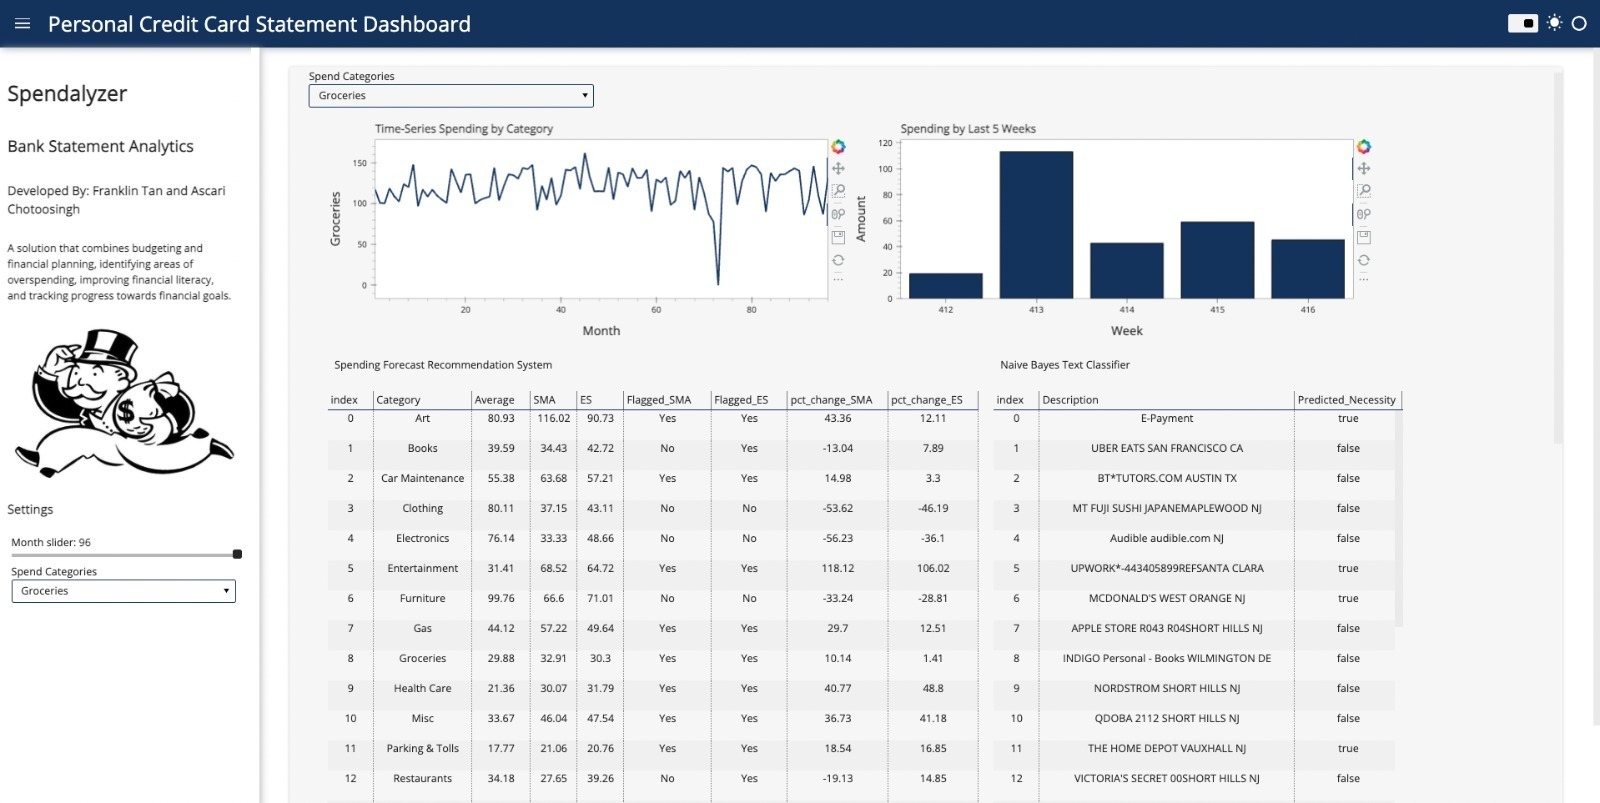 Personal Credit Card Statement Dashboard
Spendalyzer
Bank Statement Analytics
Developed By: Franklin Tan and Ascari
Chotoosingh
A solution that combines budgeting and
financial planning, identifying areas of
overspending, improving financial literacy,
and tracking progress towards financial goals.
$
Settings
Month slider: 96
Spend Categories
Groceries
Spend Categories
Groceries
Time-Series Spending by Category
Groceries
150
100
50
0
20 40 60 80
Month
Spending by Last 5 Weeks
Amount
120
100
80
60
40
20
0
412 413 414 415 416
Week
Spending Forecast Recommendation System
index Category Average SMA ES Flagged_SMA Flagged_ES pct_change_SMA pct_change_ES
0 Art 80.93 116.02 90.73 Yes Yes 43.36 12.11
1 Books 39.59 34.43 42.72 No Yes -13.04 7.89
2 Car Maintenance 55.38 63.68 57.21 Yes Yes 14.98 3.3
3 Clothing 80.11 37.15 43.11 No No -53.62 -46.19
4 Electronics 76.14 33.33 48.66 No No -56.23 -36.1
5 Entertainment 31.41 68.52 64.72 Yes Yes 118.12 106.02
6 Furniture 99.76 66.6 71.01 No No -33.24 -28.81
7 Gas 44.12 57.22 49.64 Yes Yes 29.7 12.51
8 Groceries 29.88 32.91 30.3 Yes Yes 10.14 1.41
9 Health Care 21.36 30.07 31.79 Yes Yes 40.77 48.8
10 Misc 33.67 46.04 47.54 Yes Yes 36.73 41.18
11 Parking & Tolls 17.77 21.06 20.76 Yes Yes 18.54 16.85
12 Restaurants 34.18 27.65 39.26 No Yes -19.13 14.85
Naive Bayes Text Classifier
index Description Predicted_Necessity
0 E-Payment true
1 UBER EATS SAN FRANCISCO CA false
2 BT*TUTORS.COM AUSTIN TX false
3 MT FUJI SUSHI JAPANEMAPLEWOOD NJ false
4 Audible audible.com NJ false
5 UPWORK*-443405899REFSANTA CLARA true
6 MCDONALD'S WEST ORANGE NJ true
7 APPLE STORE R043 R04SHORT HILLS NJ false
8 INDIGO Personal - Books WILMINGTON DE false
9 NORDSTROM SHORT HILLS NJ false
10 QDOBA 2112 SHORT HILLS NJ false
11 THE HOME DEPOT VAUXHALL NJ true
12 VICTORIA'S SECRET 00SHORT HILLS NJ false